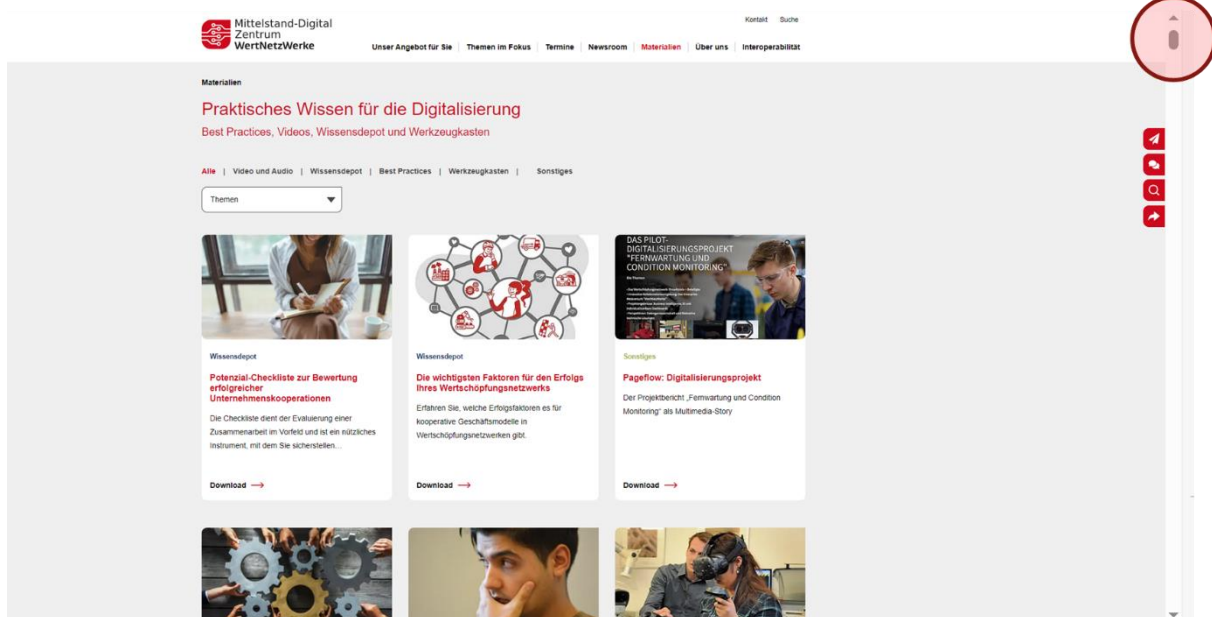 Mittelstand-Digital
Zentrum
WertNetzWerke
Kontakt Suche
Unser Angebot für Sie | Themen im Fokus | Termine | Newsroom | Materialien | Über uns | Interoperabilität
Materialien
Praktisches Wissen für die Digitalisierung
Best Practices, Videos, Wissensdepot und Werkzeugkasten
Alle | Video und Audio | Wissensdepot | Best Practices | Werkzeugkasten | Sonstiges
Themen
Wissensdepot
Potenzial-Checkliste zur Bewertung
erfolgreicher
Unternehmenskooperationen
Die Checkliste dient der Evaluierung einer
Zusammenarbeit im Vorfeld und ist ein nützliches
Instrument, mit dem Sie sicherstellen...
Download
Wissensdepot
Die wichtigsten Faktoren für den Erfolgs
Ihres Wertschöpfungsnetzwerks
Erfahren Sie, welche Erfolgsfaktoren es für
kooperative Geschäftsmodelle in
Wertschöpfungsnetzwerken gibt.
Download
DAS PILOT-
DIGITALISIERUNGSPROJEKT
"FERNWARTUNG UND
CONDITION MONITORING"
Sonstiges
Pageflow: Digitalisierungsprojekt
Der Projektbericht „Fernwartung und Condition
Monitoring“ als Multimedia-Story
Download